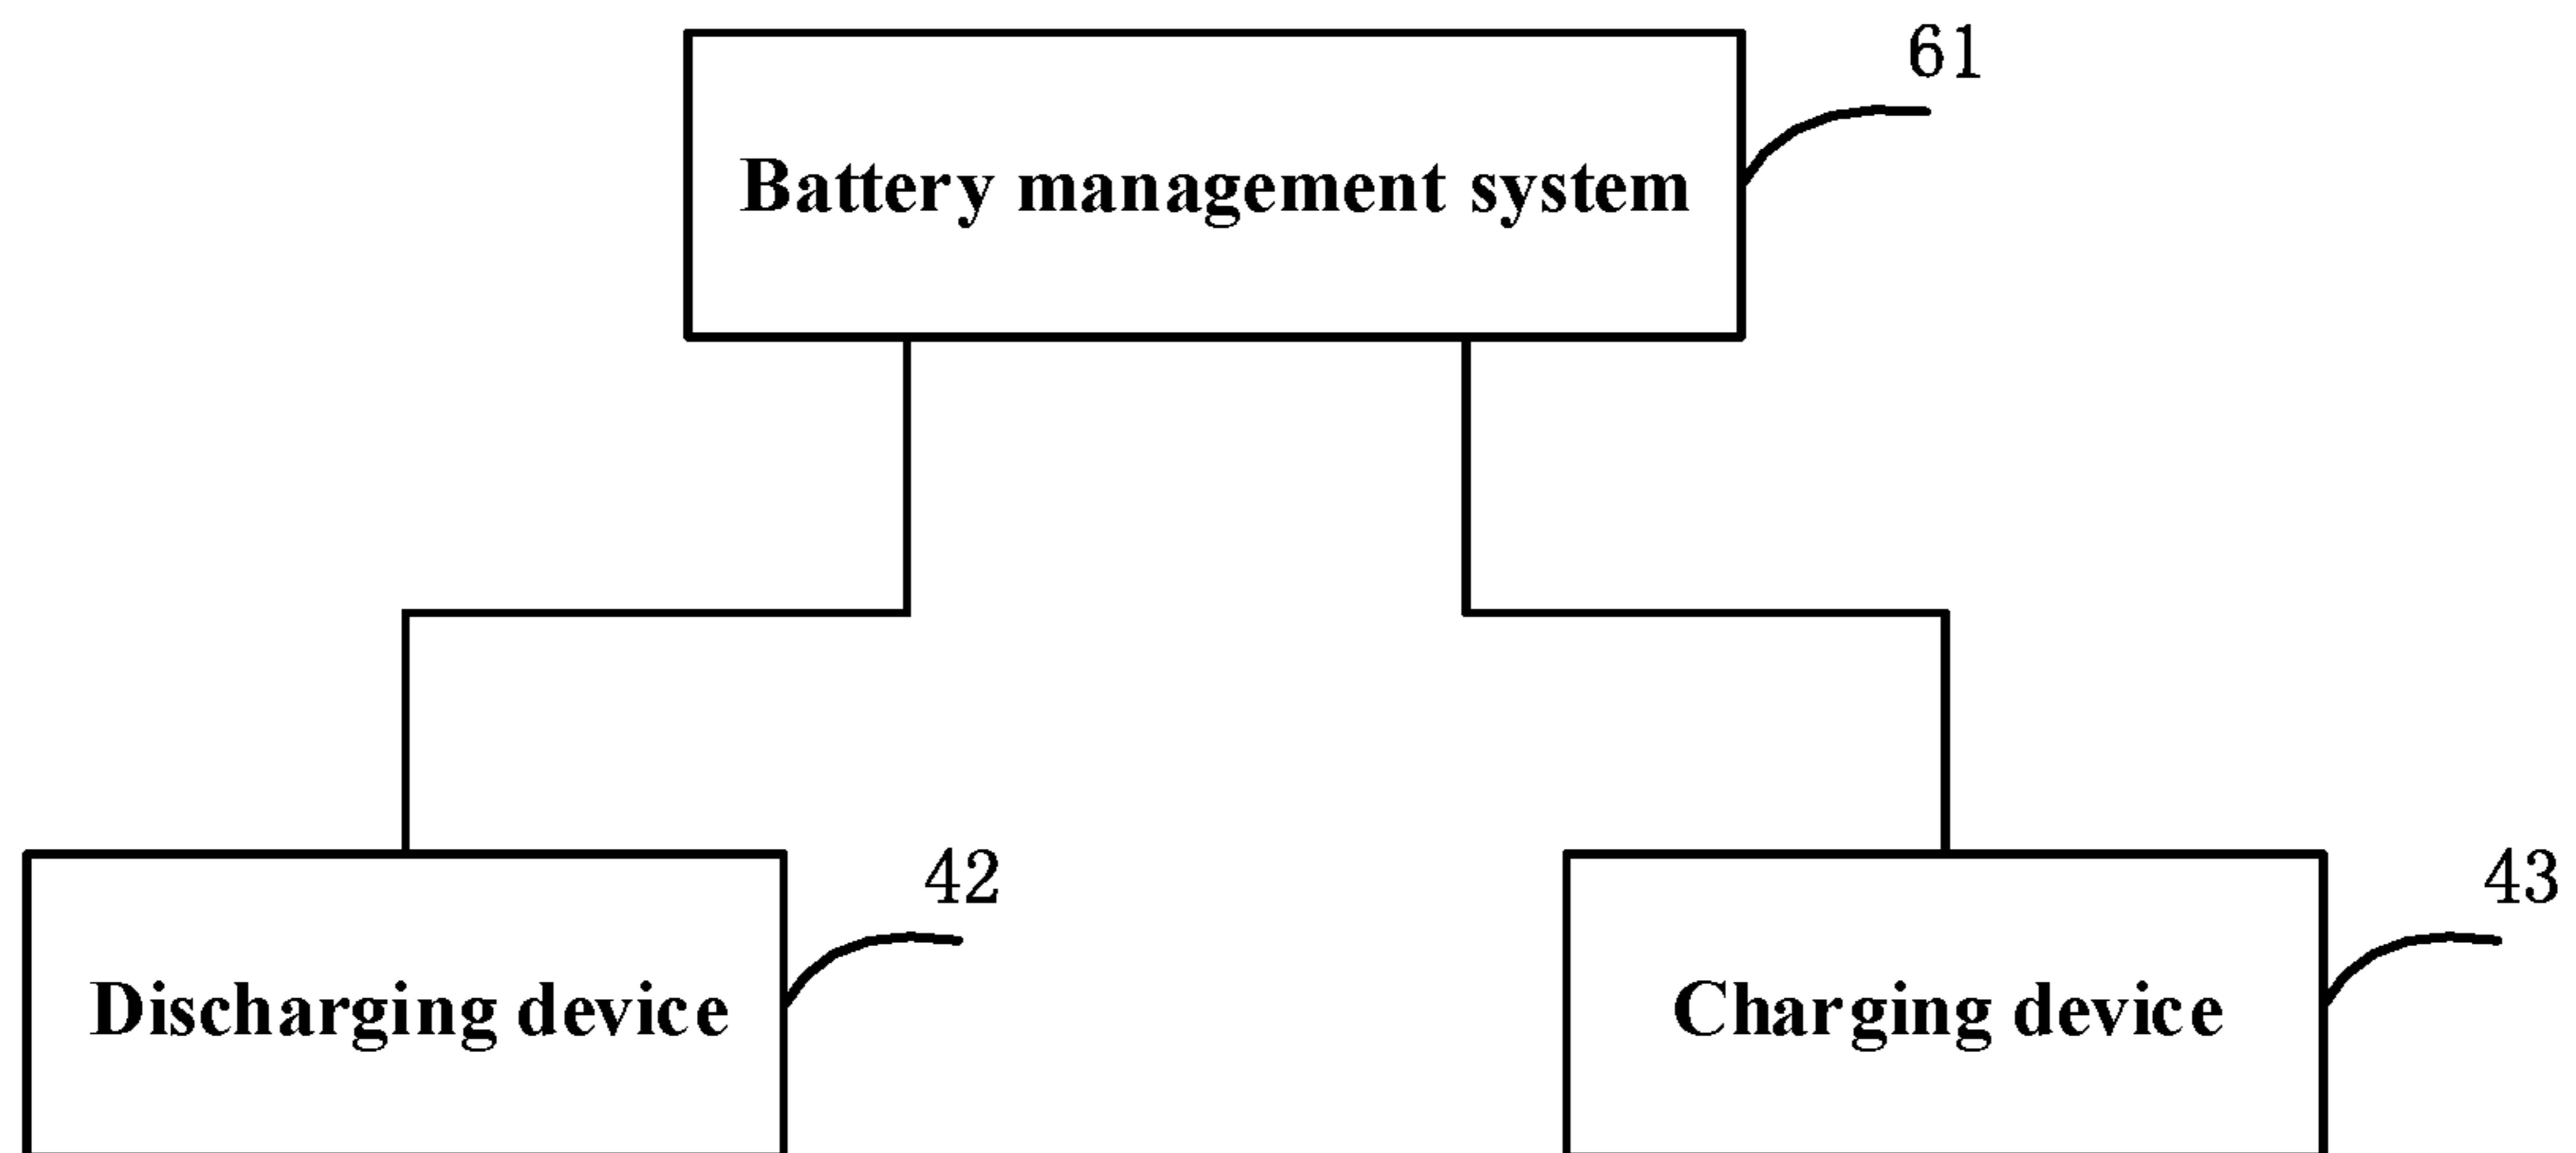 61
Battery management system
42
43
Discharging device
Charging device